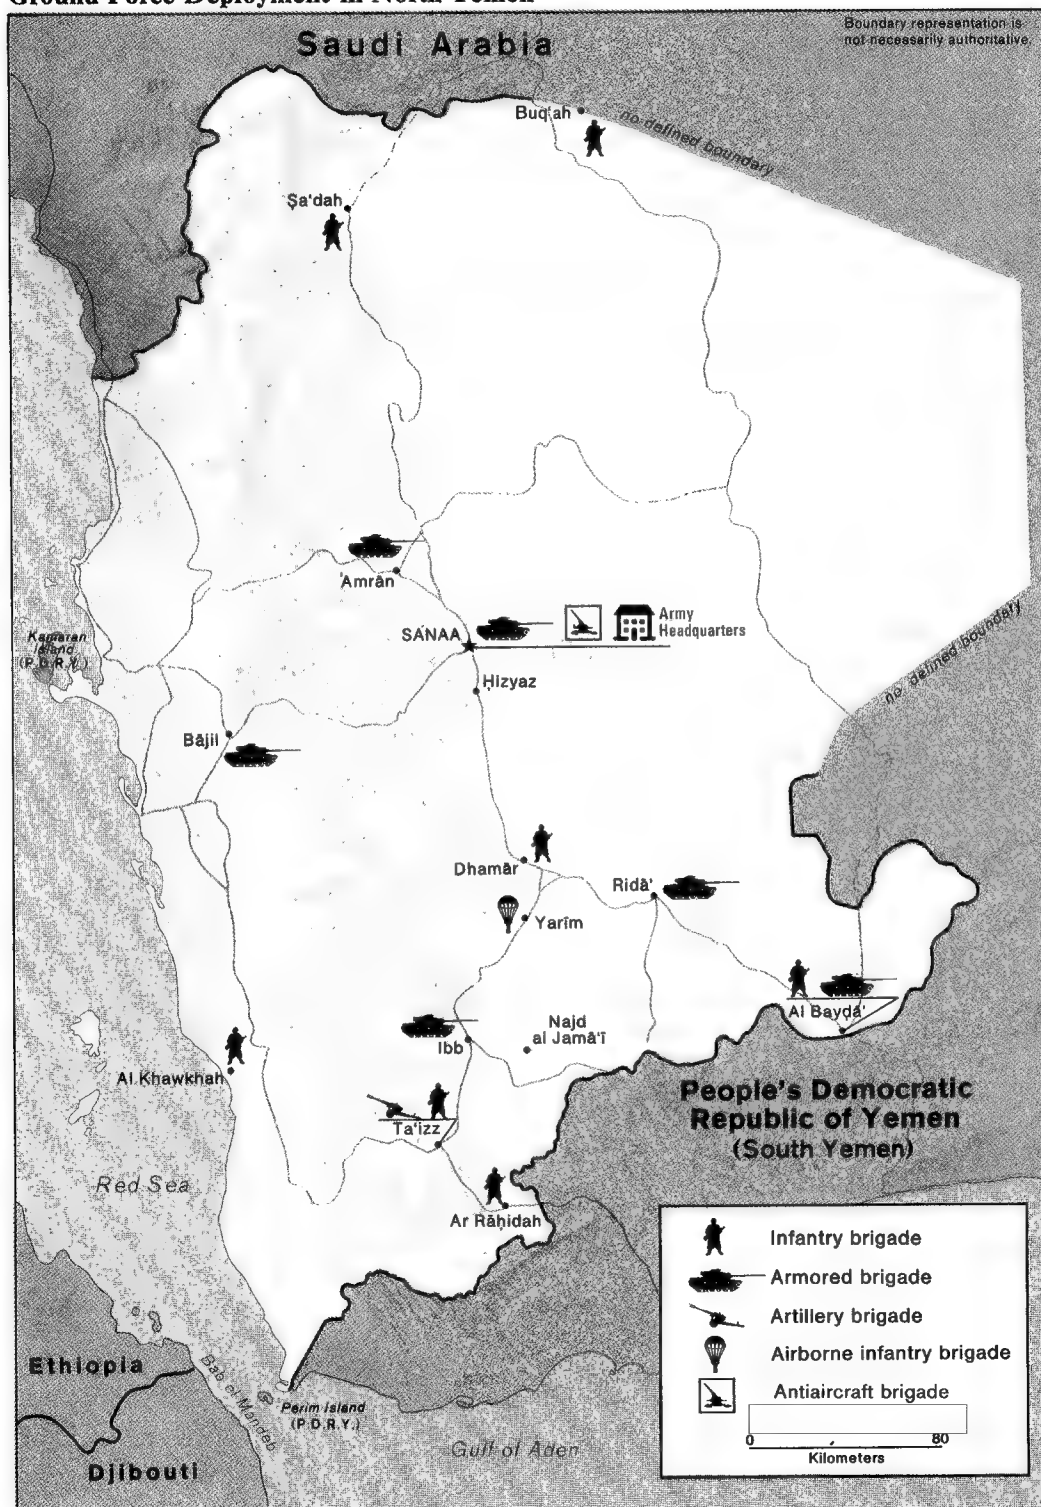 Ground Force Deployment in North Yemen
Boundary representation is
not necessarily authoritative.
Saudi Arabia
Buq'ah
no defined boundary
Ṣa'dah
'Amrān
SANAA
Army
Headquarters
Kamaran
Island
(P.D.R.Y.)
no defined boundary
Ḥizyaz
Bājil
Dhamār
Ridā'
Yarīm
Al Bayḍā'
Najd
al Jamā'ī
Ibb
Al Khawkhah
People's Democratic
Republic of Yemen
(South Yemen)
Ta'izz
Red Sea
Ar Rāḥidah
Infantry brigade
Armored brigade
Artillery brigade
Airborne infantry brigade
Antiaircraft brigade
0 80
Kilometers
Ethiopia
Bab el Mandeb
Perim Island
(P.D.R.Y.)
Gulf of Aden
Djibouti